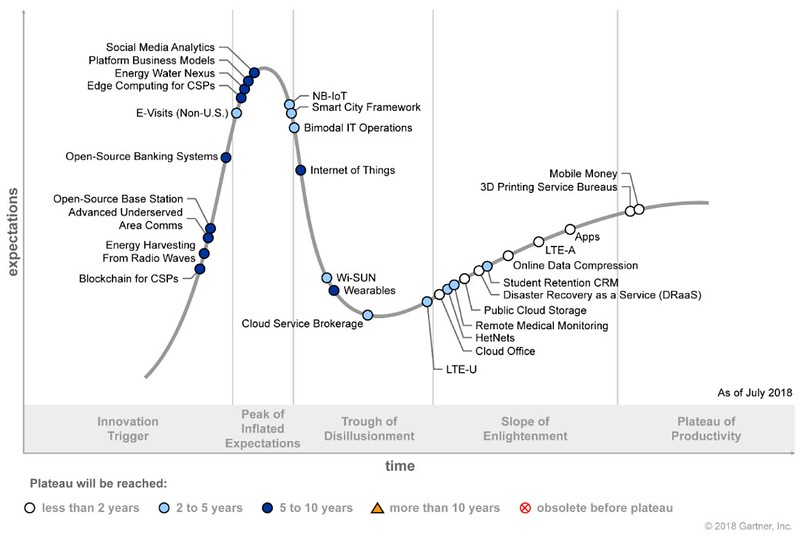 Social Media Analytics
Platform Business Models
Energy Water Nexus
Edge Computing for CSPs
E-Visits (Non-U.S.)
Open-Source Banking Systems
Open-Source Base Station
Advanced Underserved
Area Comms
Energy Harvesting
From Radio Waves
Blockchain for CSPs
NB-IoT
Smart City Framework
Bimodal IT Operations
Internet of Things
Wi-SUN
Wearables
Cloud Service Brokerage
Mobile Money
3D Printing Service Bureaus
Apps
LTE-A
Online Data Compression
Student Retention CRM
Disaster Recovery as a Service (DRaaS)
Public Cloud Storage
Remote Medical Monitoring
HetNets
Cloud Office
LTE-U
As of July 2018
expectations
Innovation
Trigger
Peak of
Inflated
Expectations
Trough of
Disillusionment
Slope of
Enlightenment
Plateau of
Productivity
time
Plateau will be reached:
less than 2 years
2 to 5 years
5 to 10 years
more than 10 years
obsolete before plateau
© 2018 Gartner, Inc.